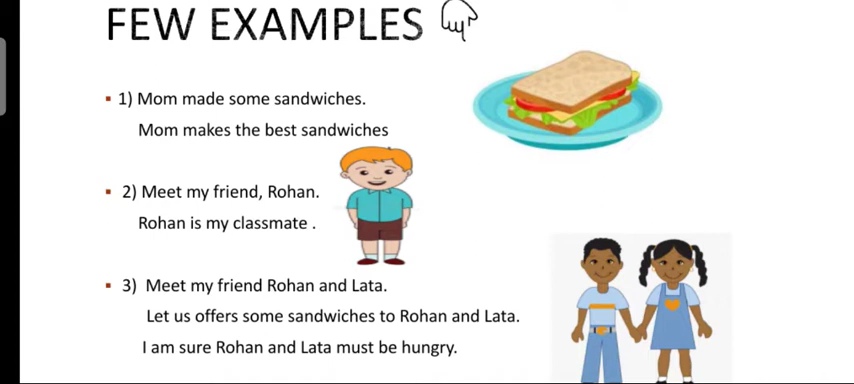 FEW EXAMPLES
▪ 1) Mom made some sandwiches.
Mom makes the best sandwiches
▪ 2) Meet my friend, Rohan.
Rohan is my classmate .
▪ 3) Meet my friend Rohan and Lata.
Let us offers some sandwiches to Rohan and Lata.
I am sure Rohan and Lata must be hungry.